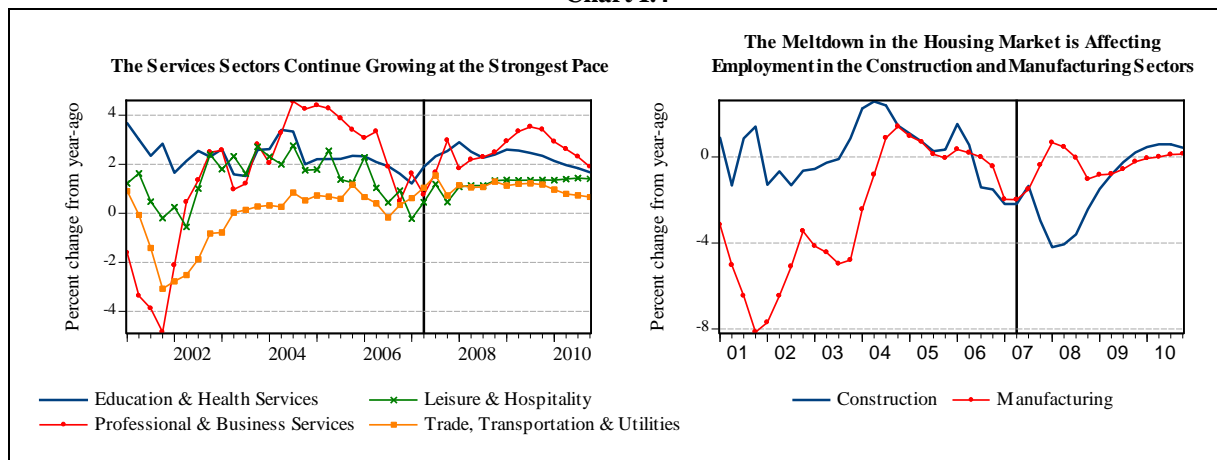 The Services Sectors Continue Growing at the Strongest Pace
Percent change from year-ago
4
2
0
-2
-4
2002 2004 2006 2008 2010
Education & Health Services
Leisure & Hospitality
Professional & Business Services
Trade, Transportation & Utilities
The Meltdown in the Housing Market is Affecting
Employment in the Construction and Manufacturing Sectors
Percent change from year-ago
0
-4
-8
01 02 03 04 05 06 07 08 09 10
Construction
Manufacturing